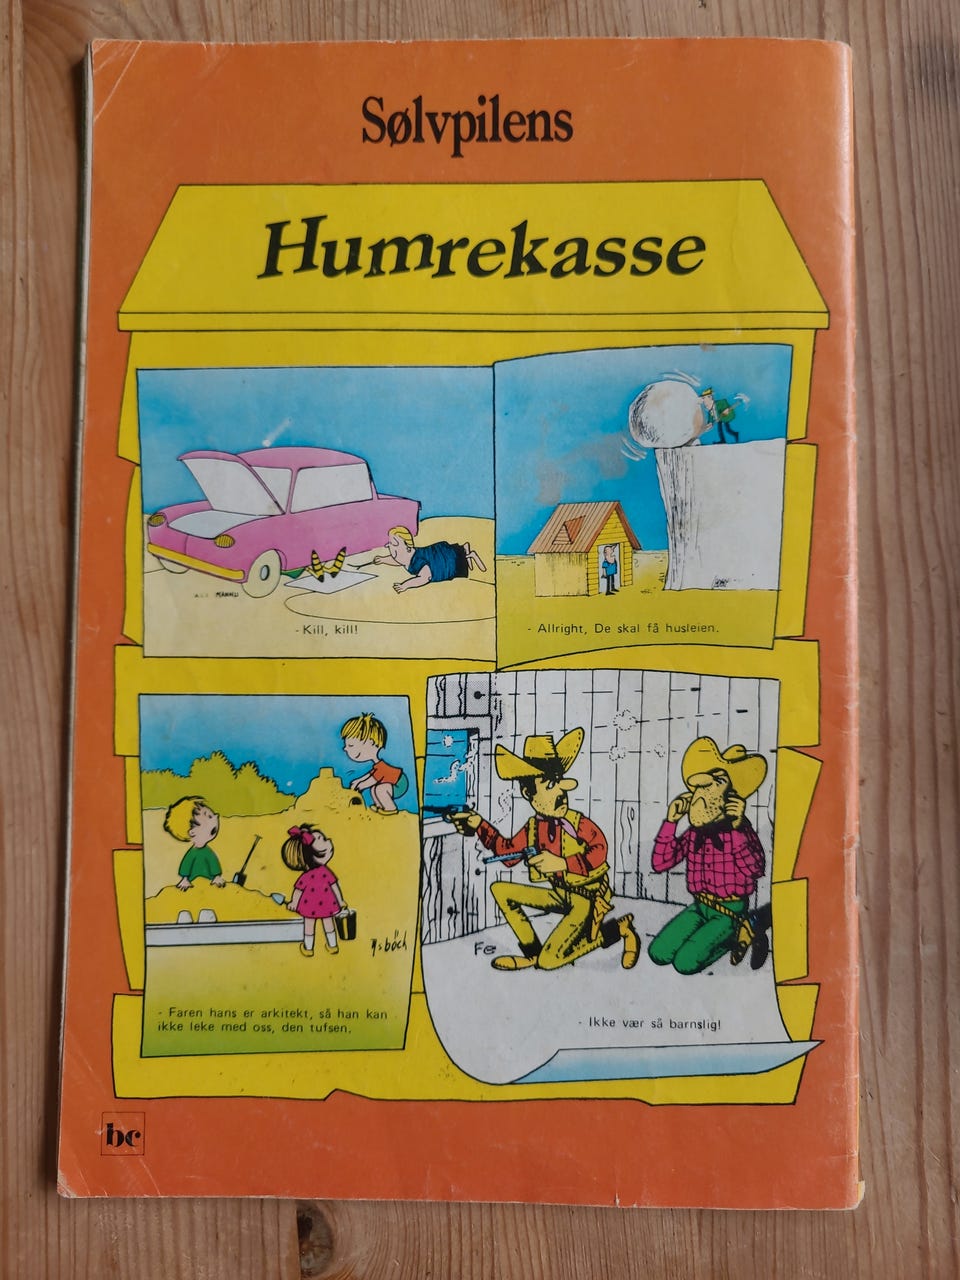 Sølvpilens
Humrekasse
- Kill, kill!
- Allright, De skal få husleien.
- Faren hans er arkitekt, så han kan
ikke leke med oss, den tufsen.
- Ikke vær så barnslig!
Fe
bc